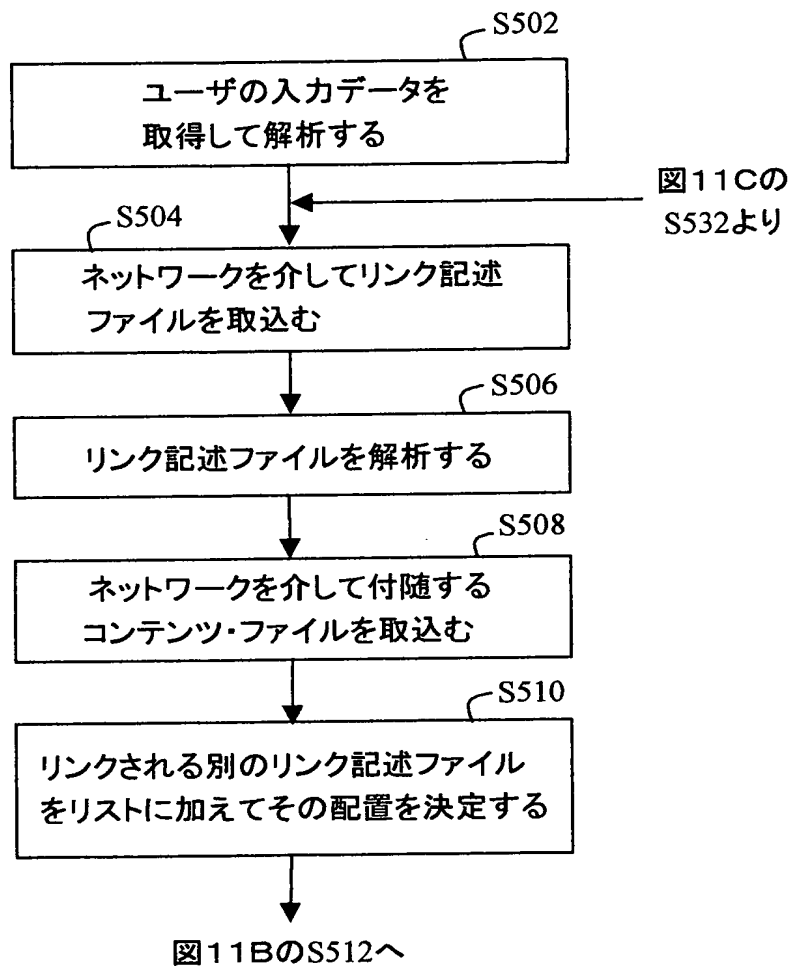 S502
ユーザの入力データを
取得して解析する
図11Cの
S532より
S504
ネットワークを介してリンク記述
ファイルを取込む
S506
リンク記述ファイルを解析する
S508
ネットワークを介して付随する
コンテンツ・ファイルを取込む
S510
リンクされる別のリンク記述ファイル
をリストに加えてその配置を決定する
図11BのS512へ